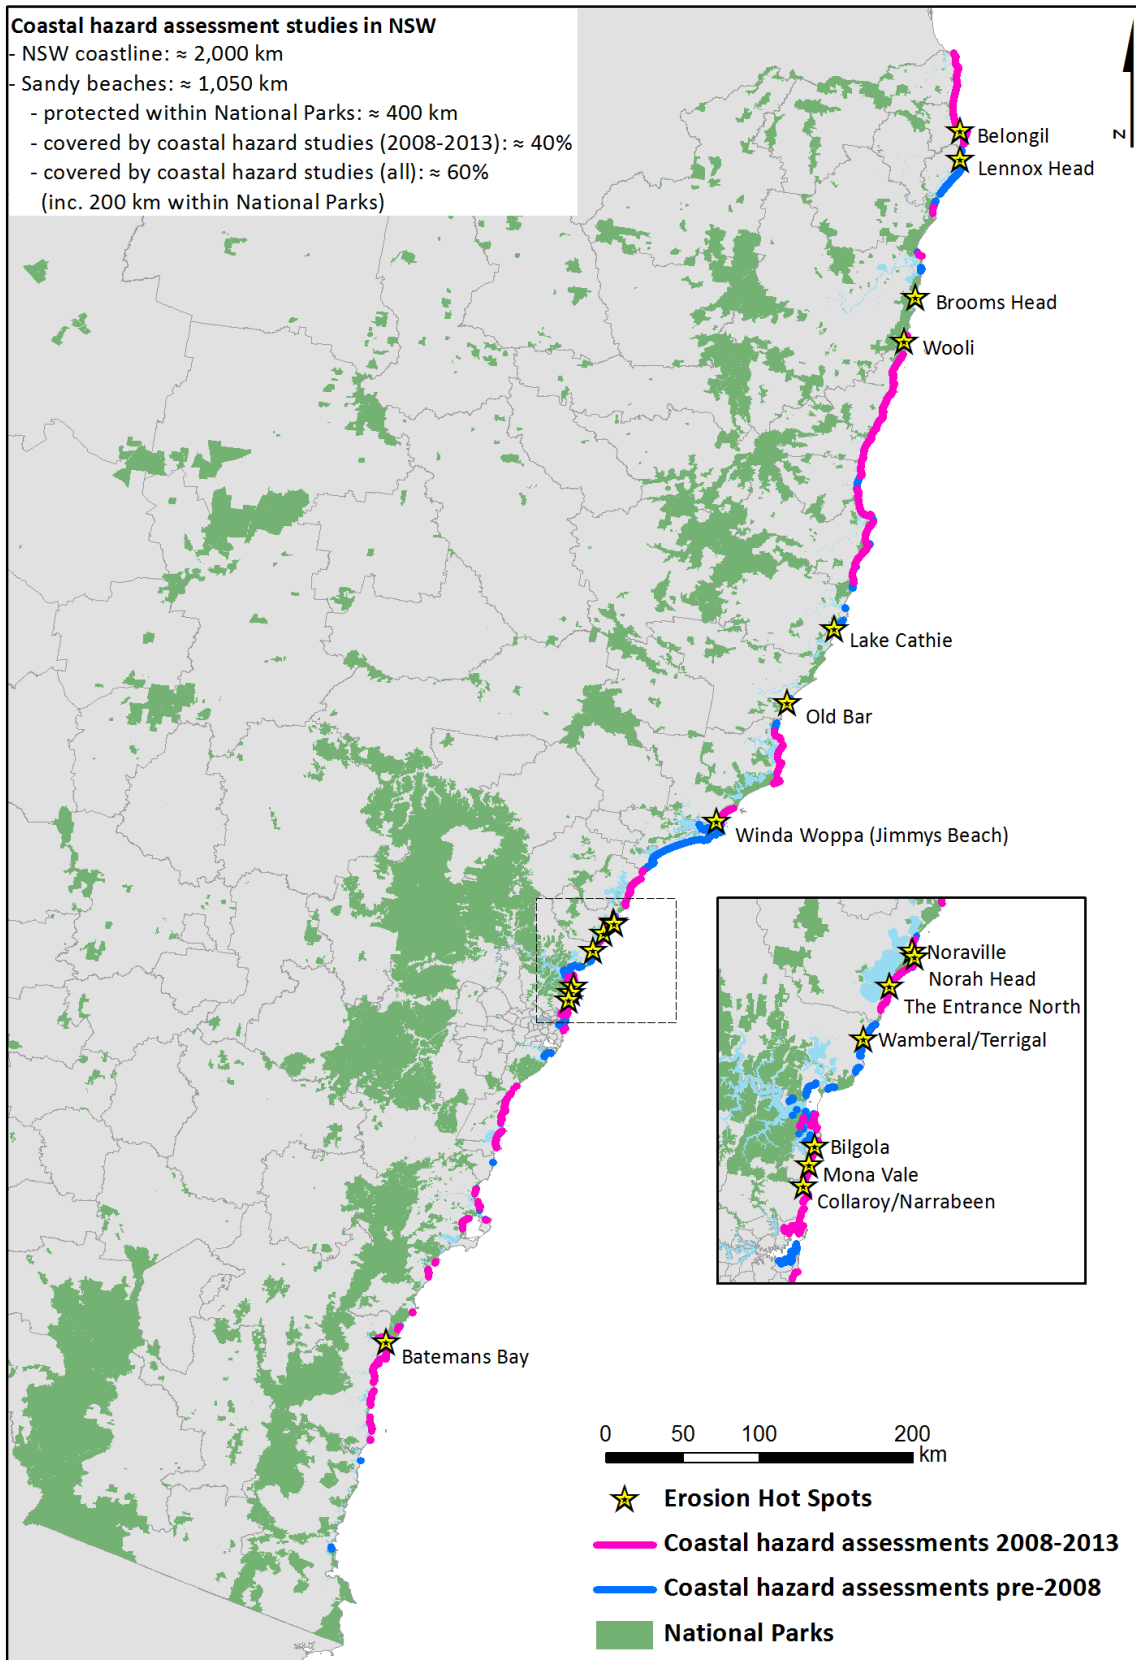 Coastal hazard assessment studies in NSW
- NSW coastline: ≈ 2,000 km
- Sandy beaches: ≈ 1,050 km
- protected within National Parks: ≈ 400 km
- covered by coastal hazard studies (2008-2013): ≈ 40%
- covered by coastal hazard studies (all): ≈ 60%
(inc. 200 km within National Parks)
N
Belongil
Lennox Head
Brooms Head
Wooli
Lake Cathie
Old Bar
Winda Woppa (Jimmys Beach)
Noraville
Norah Head
The Entrance North
Wamberal/Terrigal
Bilgola
Mona Vale
Collaroy/Narrabeen
Batemans Bay
0 50 100 200
km
Erosion Hot Spots
Coastal hazard assessments 2008-2013
Coastal hazard assessments pre-2008
National Parks